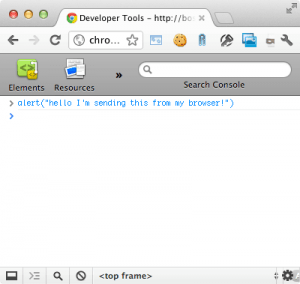 Developer Tools - http://bo
chro
Elements
Resources
»
Search Console
> alert("hello I'm sending this from my browser!")
>
<top frame>